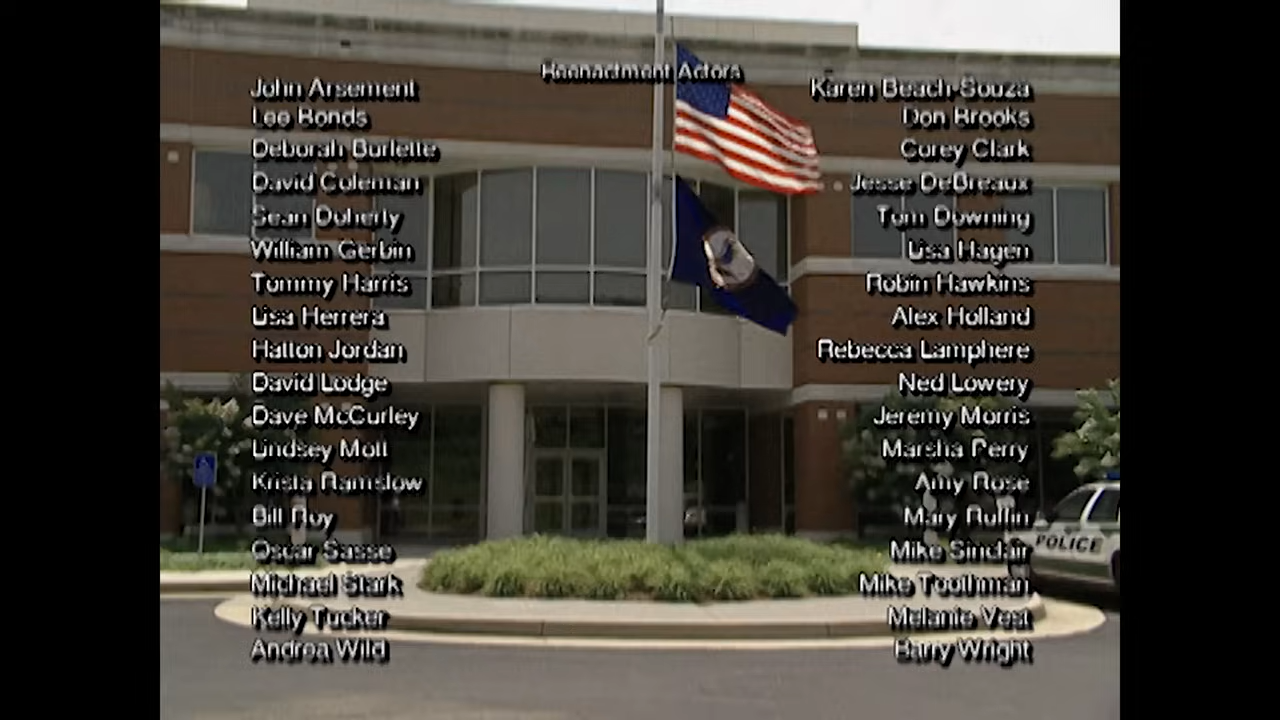 Reenactment Actors
John Arsement
Karen Beach-Souza
Lee Bonds
Don Brooks
Deborah Burlette
Corey Clark
David Coleman
Jesse DeBreaux
Sean Doherty
Tom Downing
William Gerbin
Lisa Hagen
Tommy Harris
Robin Hawkins
Lisa Herrera
Alex Holland
Hatton Jordan
Rebecca Lamphere
David Lodge
Ned Lowery
Dave McCurley
Jeremy Morris
Lindsey Mott
Marsha Perry
Krista Ramslow
Amy Rose
Bill Roy
Mary Ruffin
Oscar Sasse
Mike Sinclair
POLICE
Michael Stark
Mike Toothman
Kelly Tucker
Melanie Vest
Andrea Wild
Barry Wright